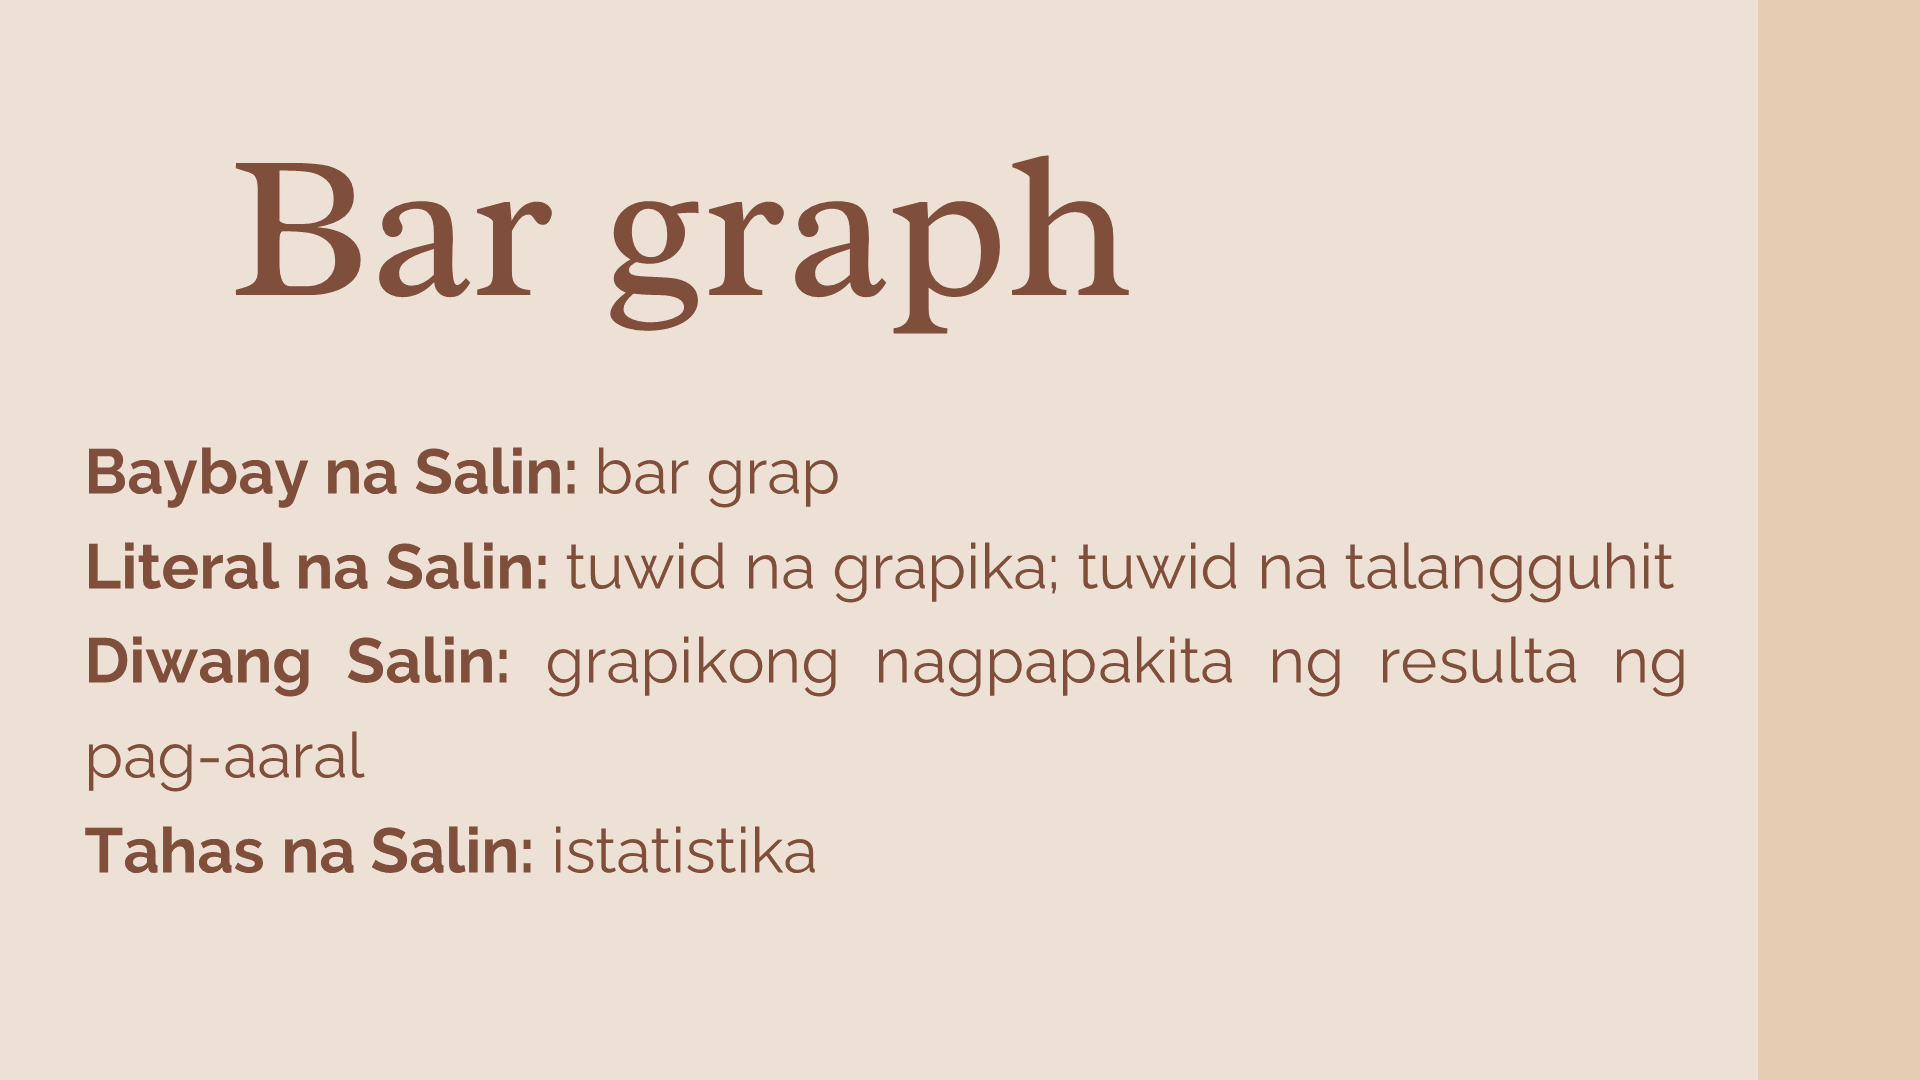 Bar graph
Baybay na Salin: bar grap
Literal na Salin: tuwid na grapika; tuwid na talangguhit
Diwang Salin: grapikong nagpapakita ng resulta ng
pag-aaral
Tahas na Salin: istatistika